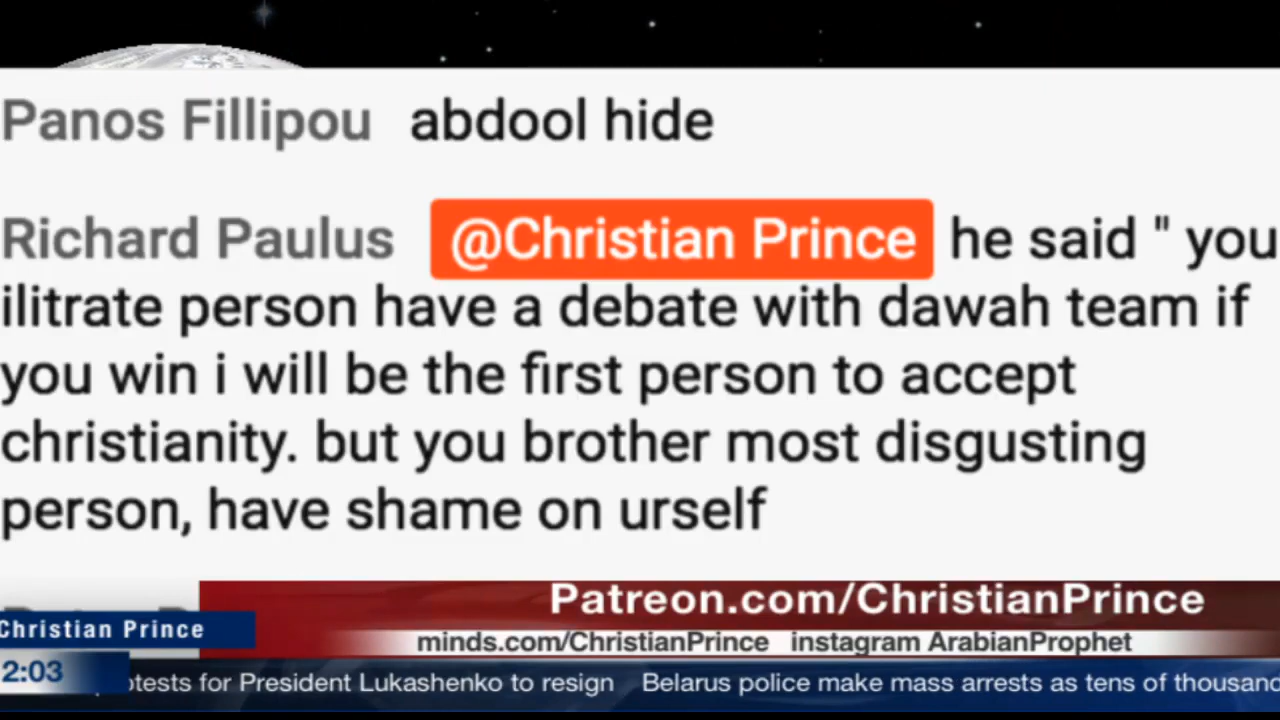 Panos Fillipou abdool hide
Richard Paulus @Christian Prince he said " you
ilitrate person have a debate with dawah team if
you win i will be the first person to accept
christianity. but you brother most disgusting
person, have shame on urself
Patreon.com/ChristianPrince
Christian Prince
minds.com/ChristianPrince instagram ArabianProphet
2:03
otests for President Lukashenko to resign Belarus police make mass arrests as tens of thousand